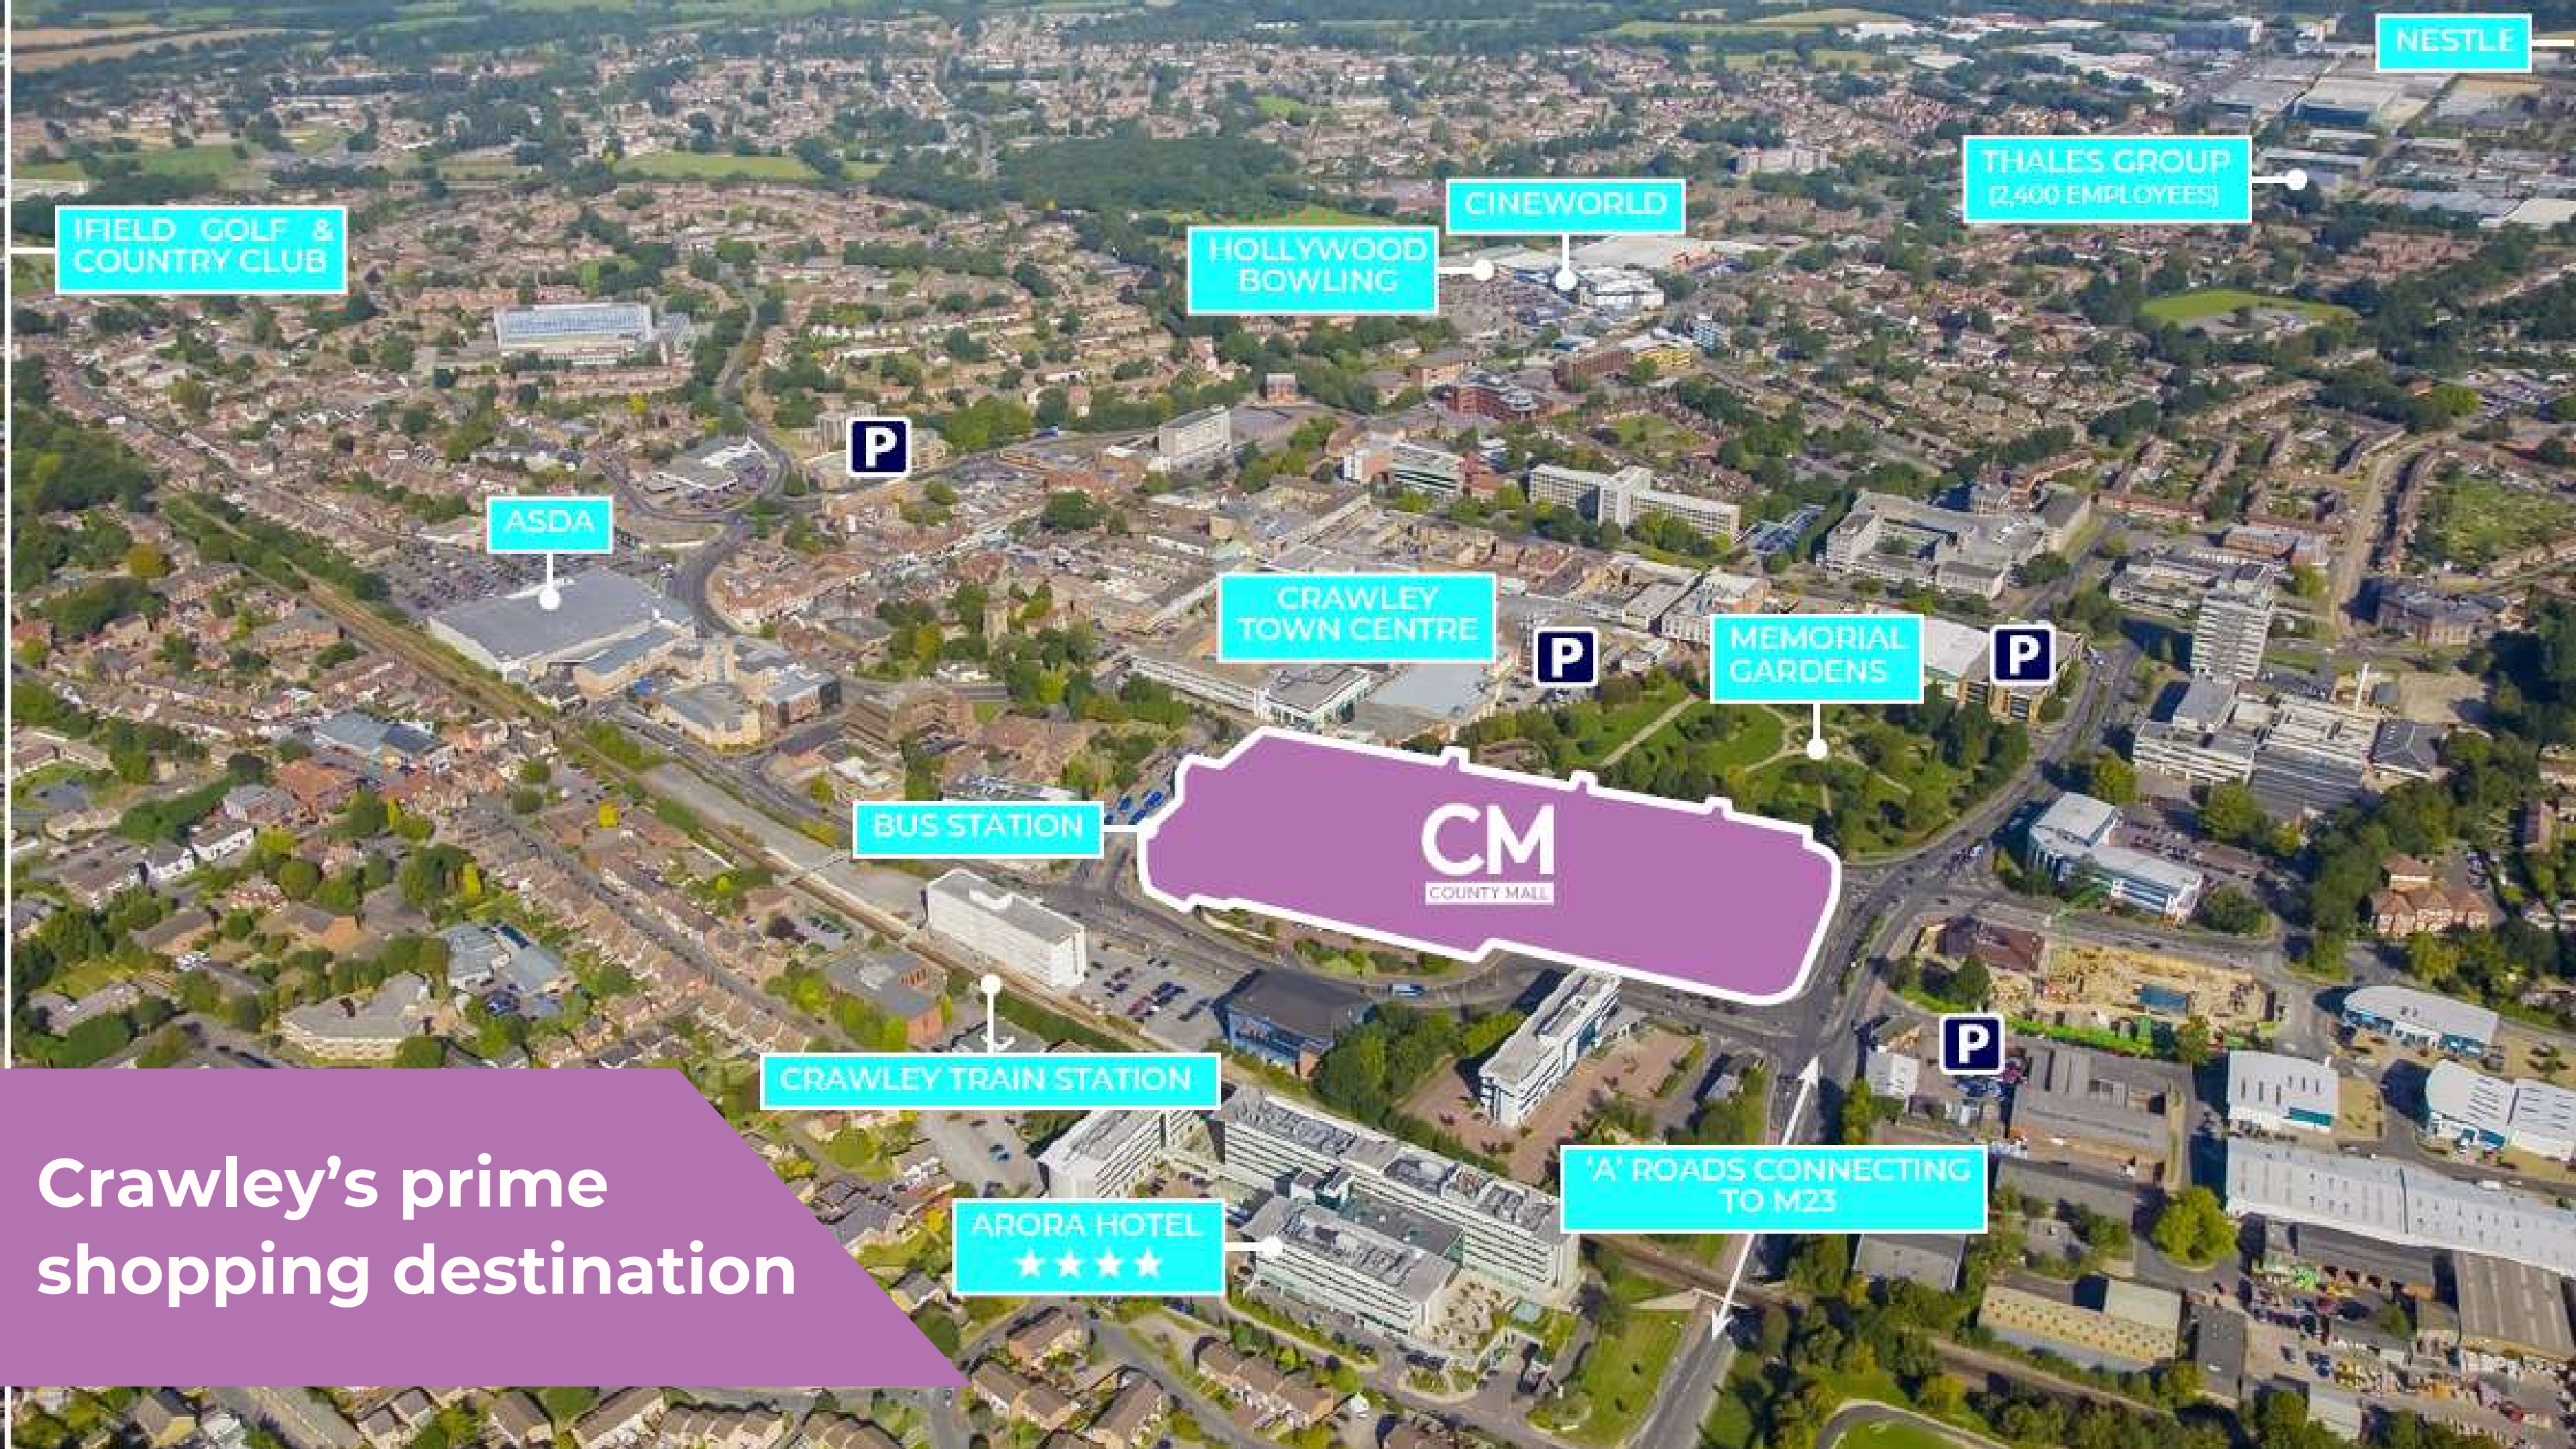 NESTLE
THALES GROUP
(2,400 EMPLOYEES)
CINEWORLD
IFIELD GOLF &
COUNTRY CLUB
HOLLYWOOD
BOWLING
P
ASDA
CRAWLEY
TOWN CENTRE
P
MEMORIAL
GARDENS
P
BUS STATION
CM
COUNTY MALL
P
CRAWLEY TRAIN STATION
'A' ROADS CONNECTING
TO M23
ARORA HOTEL
★★★★
Crawley’s prime
shopping destination